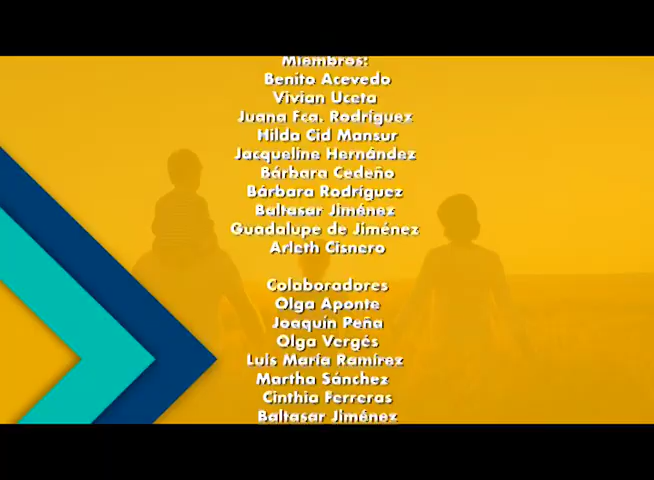 Miembros:
Benito Acevedo
Vivian Uceta
Juana Fca. Rodríguez
Hilda Cid Mansur
Jacqueline Hernández
Bárbara Cedeño
Bárbara Rodríguez
Baltasar Jiménez
Guadalupe de Jiménez
Arleth Cisnero
Colaboradores
Olga Aponte
Joaquín Peña
Olga Vergés
Luis María Ramírez
Martha Sánchez
Cinthia Ferreras
Baltasar Jiménez